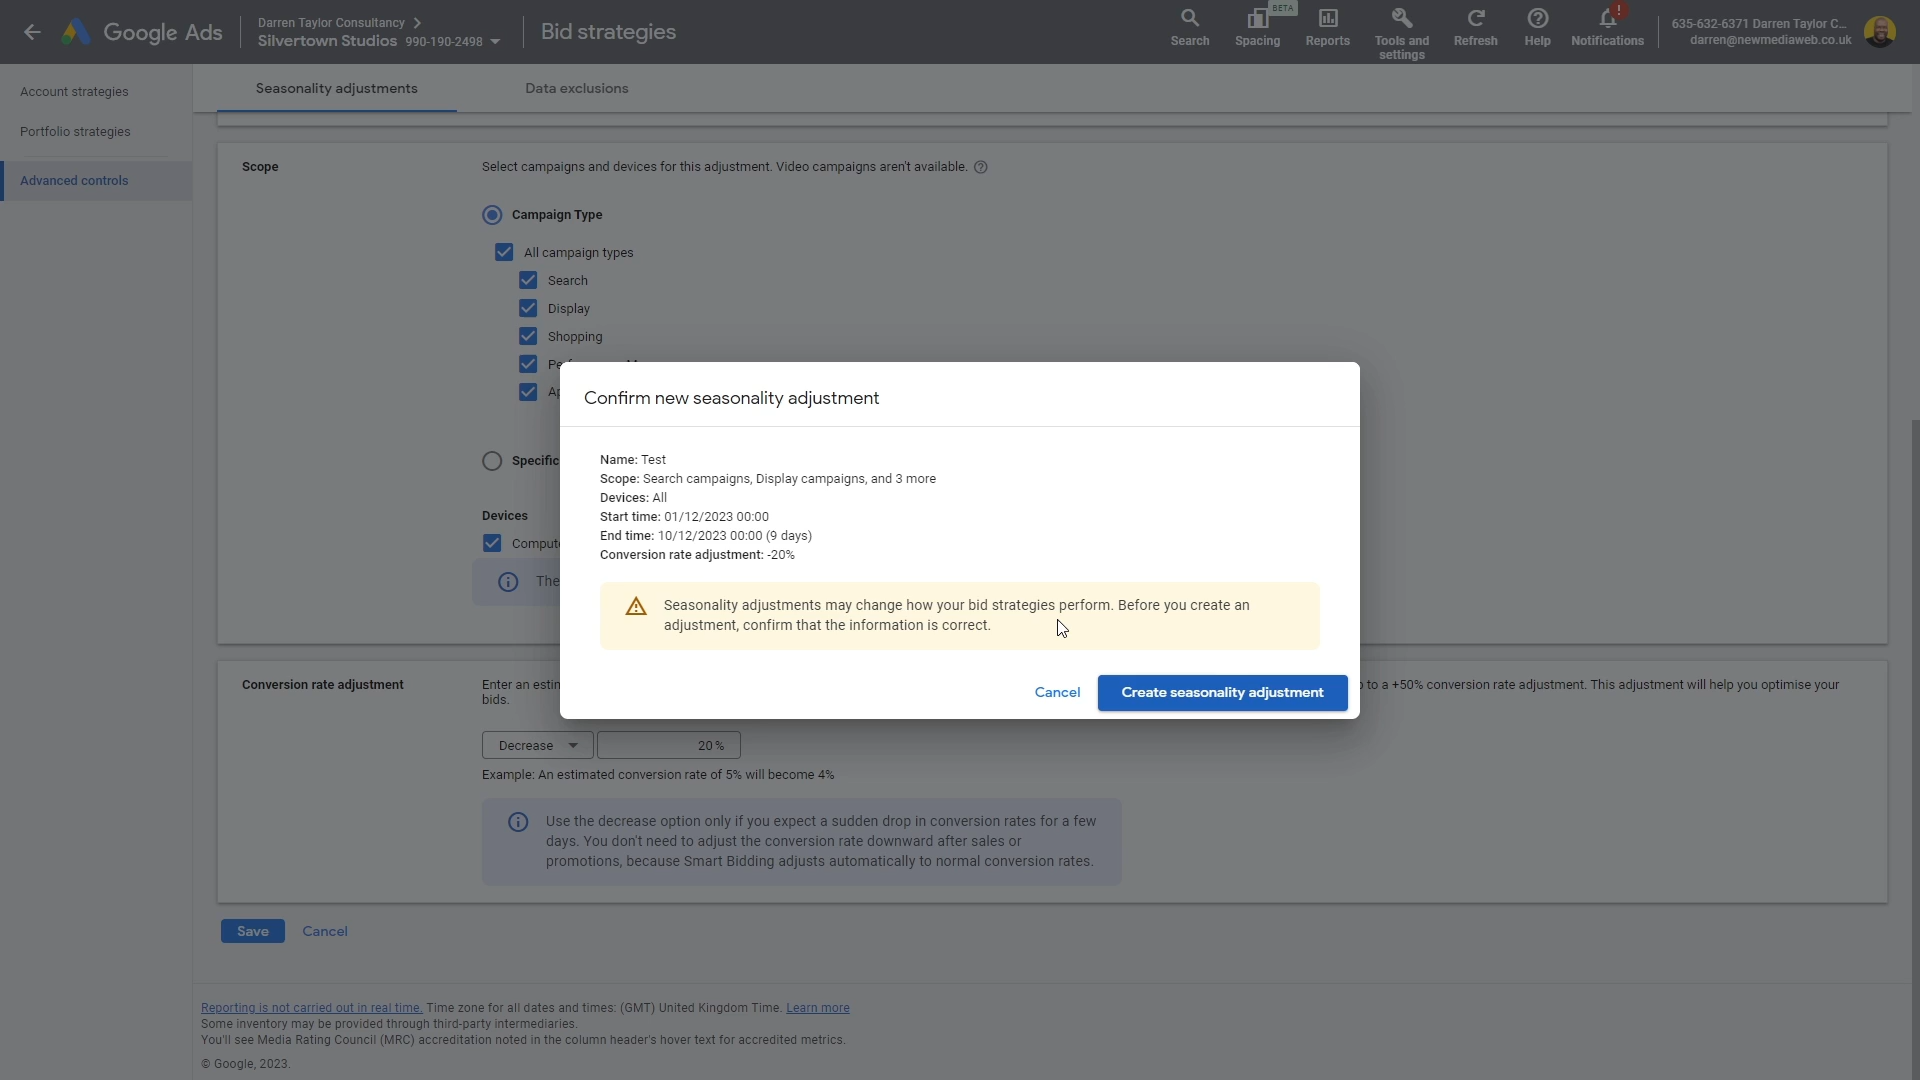 Google Ads
Darren Taylor Consultancy
Silvertown Studios 990-190-2498
Bid strategies
Search
Spacing
BETA
Reports
Tools and
settings
Refresh
Help
!
Notifications
635-632-6371 Darren Taylor C...
darren@newmediaweb.co.uk
Account strategies
Portfolio strategies
Advanced controls
Seasonality adjustments
Data exclusions
Scope
Select campaigns and devices for this adjustment. Video campaigns aren't available.
Campaign Type
All campaign types
Search
Display
Shopping
Specific
Devices
The
Confirm new seasonality adjustment
Name: Test
Scope: Search campaigns, Display campaigns, and 3 more
Devices: All
Start time: 01/12/2023 00:00
End time: 10/12/2023 00:00 (9 days)
Conversion rate adjustment: -20%
Seasonality adjustments may change how your bid strategies perform. Before you create an
adjustment, confirm that the information is correct.
Cancel
Create seasonality adjustment
Conversion rate adjustment
Enter an
to a +50% conversion rate adjustment. This adjustment will help you optimise your
bids.
Decrease
20%
Example: An estimated conversion rate of 5% will become 4%
Use the decrease option only if you expect a sudden drop in conversion rates for a few
days. You don't need to adjust the conversion rate downward after sales or
promotions, because Smart Bidding adjusts automatically to normal conversion rates.
Save
Cancel
Reporting is not carried out in real time. Time zone for all dates and times: (GMT) United Kingdom Time. Learn more
Some inventory may be provided through third-party intermediaries.
You'll see Media Rating Council (MRC) accreditation noted in the column header's hover text for accredited metrics.
© Google, 2023.